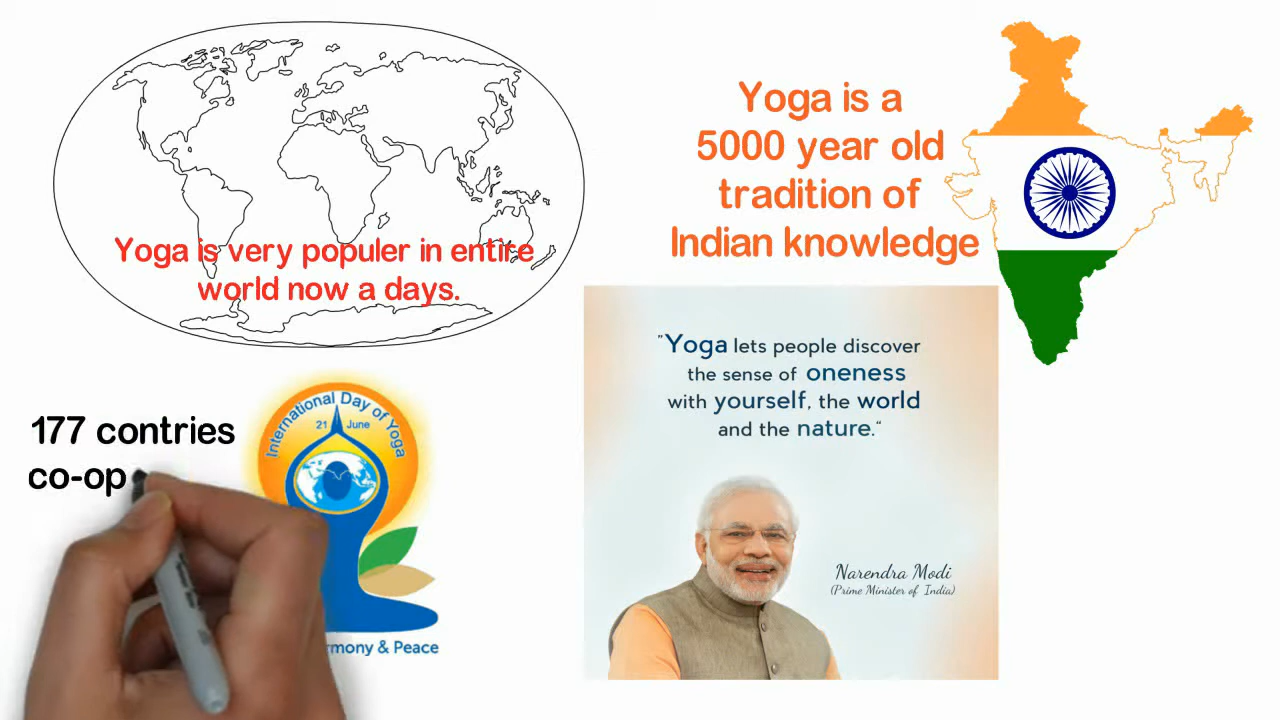 Yoga is very populer in entire
world now a days.
Yoga is a
5000 year old
tradition of
Indian knowledge
"Yoga lets people discover
the sense of oneness
with yourself, the world
and the nature."
Narendra Modi
(Prime Minister of India)
177 contries
co-op
International Day of Yoga
21 June
mony & Peace